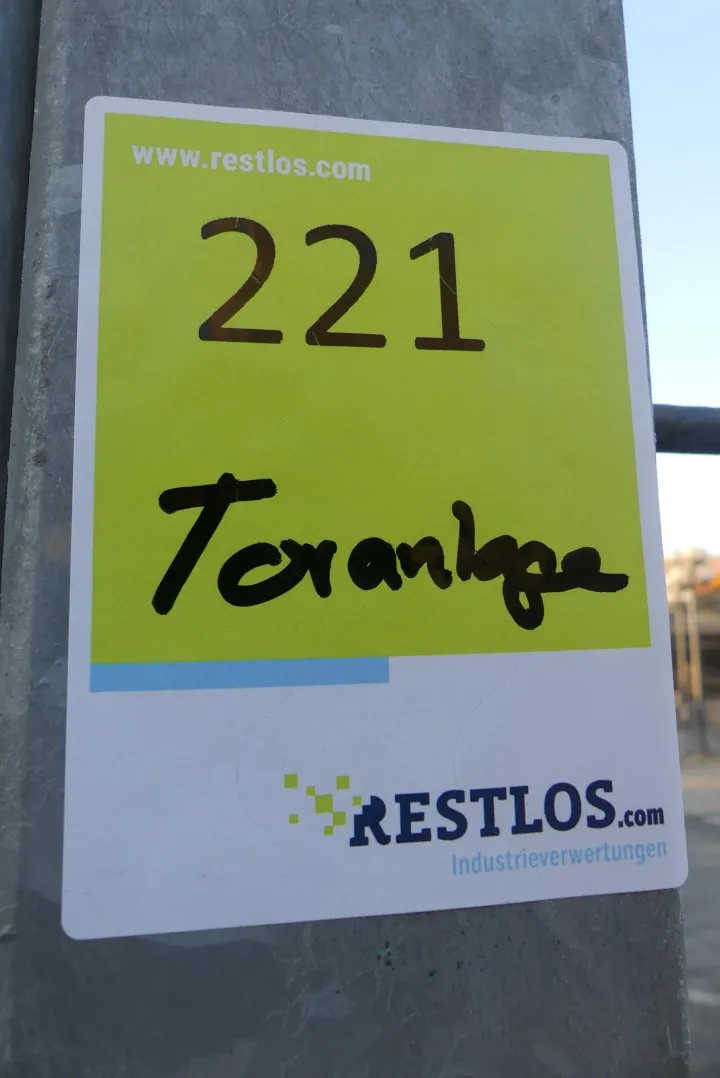 www.restlos.com
221
Toranlage
RESTLOS.com
Industrieverwertungen